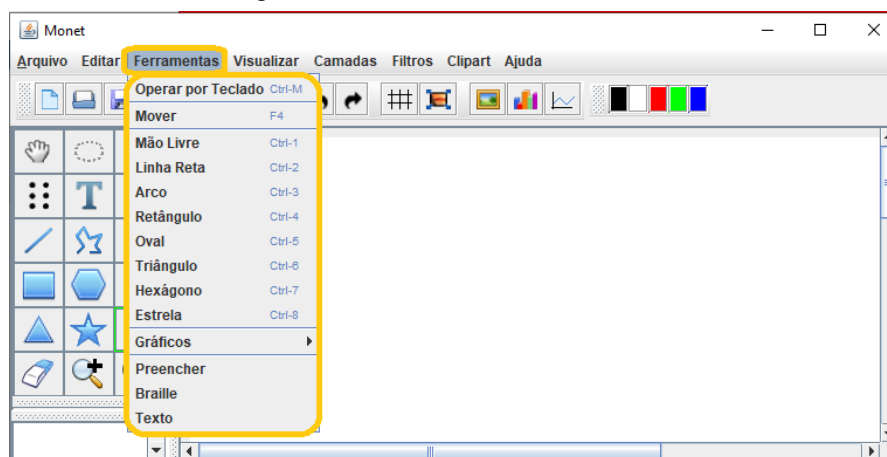 Monet
Arquivo Editar Ferramentas Visualizar Camadas Filtros Clipart Ajuda
Operar por Teclado Ctrl-M
Mover F4
Mão Livre Ctrl-1
Linha Reta Ctrl-2
Arco Ctrl-3
Retângulo Ctrl-4
Oval Ctrl-5
Triângulo Ctrl-6
Hexágono Ctrl-7
Estrela Ctrl-8
Gráficos
Preencher
Braille
Texto